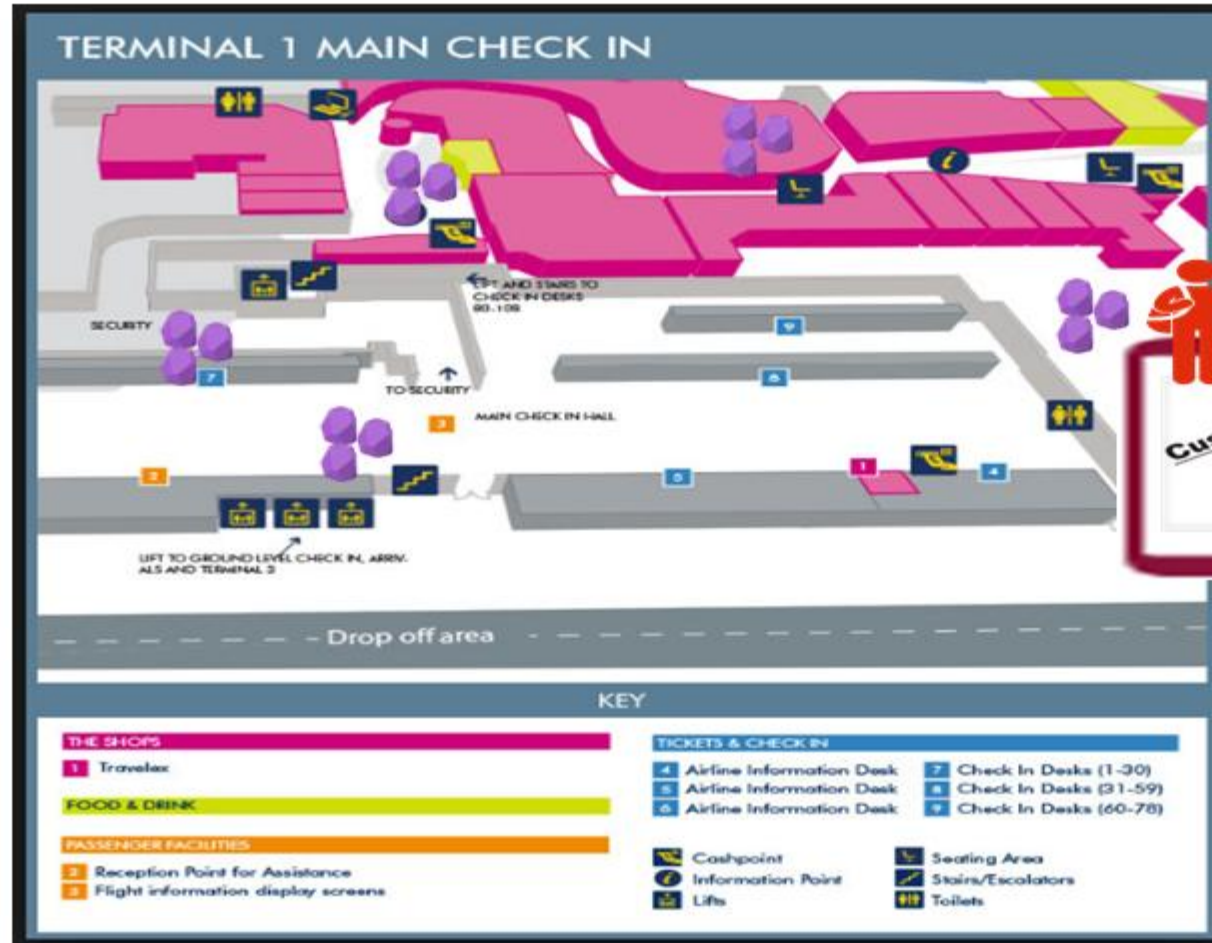 TERMINAL 1 MAIN CHECK IN
LIFT AND STAIRS TO
CHECK IN DESKS
SECURITY
9
7
TO SECURITY
8
3
MAIN CHECK IN HALL
Cus
2
1
5
4
LIFT TO GROUND LEVEL CHECK IN, ARRIV-
ALS AND TERMINAL
Drop off area
KEY
THE SHOPS
1 Travelex
FOOD & DRINK
PASSENGER FACILITIES
2 Reception Point for Assistance
3 Flight information display screens
TICKETS & CHECK IN
4 Airline Information Desk
5 Airline Information Desk
6 Airline Information Desk
7 Check In Desks (1-30)
8 Check In Desks (31-59)
9 Check In Desks (60-78)
Cashpoint
Information Point
Lifts
Seating Area
Stairs/Escalators
Toilets